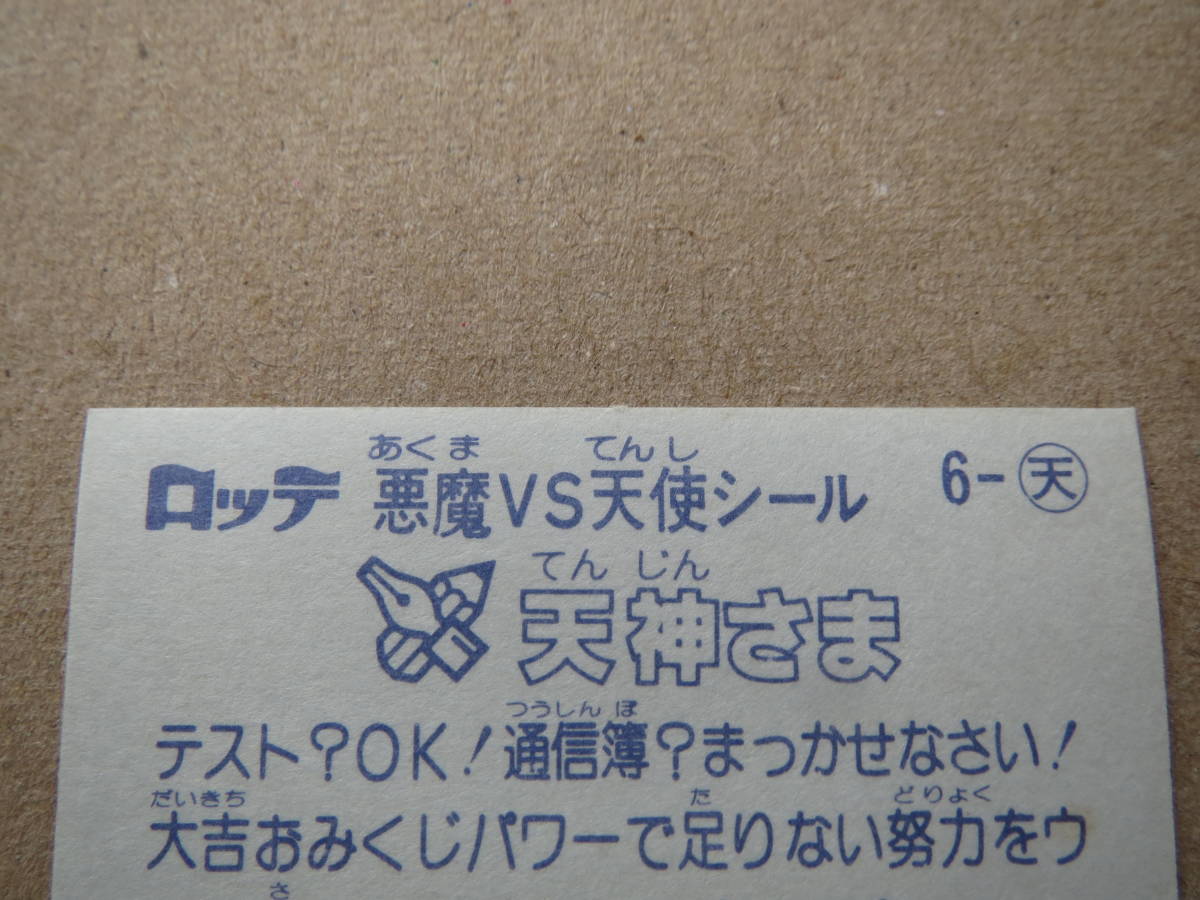 あくま てんし
ロッテ 悪魔VS天使シール 6-㊝
てん じん
天神さま
つうしん ぼ
テスト?OK!通信簿?まっかせなさい!
だいきち た どりょく
大吉おみくじパワーで足りない努力をウ
さ